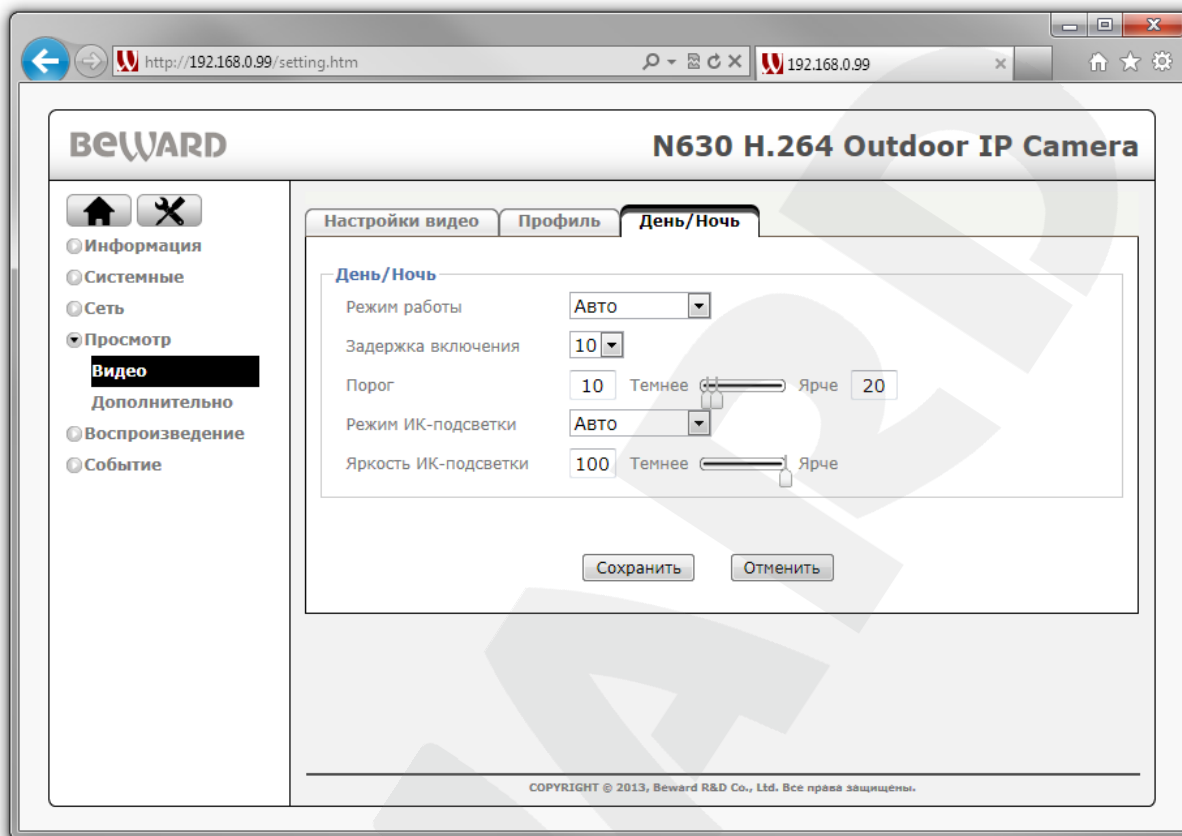 http://192.168.0.99/setting.htm
192.168.0.99
BEWARD
N630 H.264 Outdoor IP Camera
Информация
Системные
Сеть
Просмотр
Видео
Дополнительно
Воспроизведение
Событие
Настройки видео Профиль День/Ночь
День/Ночь
Режим работы Авто
Задержка включения 10
Порог 10 Темнее Ярче 20
Режим ИК-подсветки Авто
Яркость ИК-подсветки 100 Темнее Ярче
Сохранить Отменить
COPYRIGHT © 2013, Beward R&D Co., Ltd. Все права защищены.
WARD